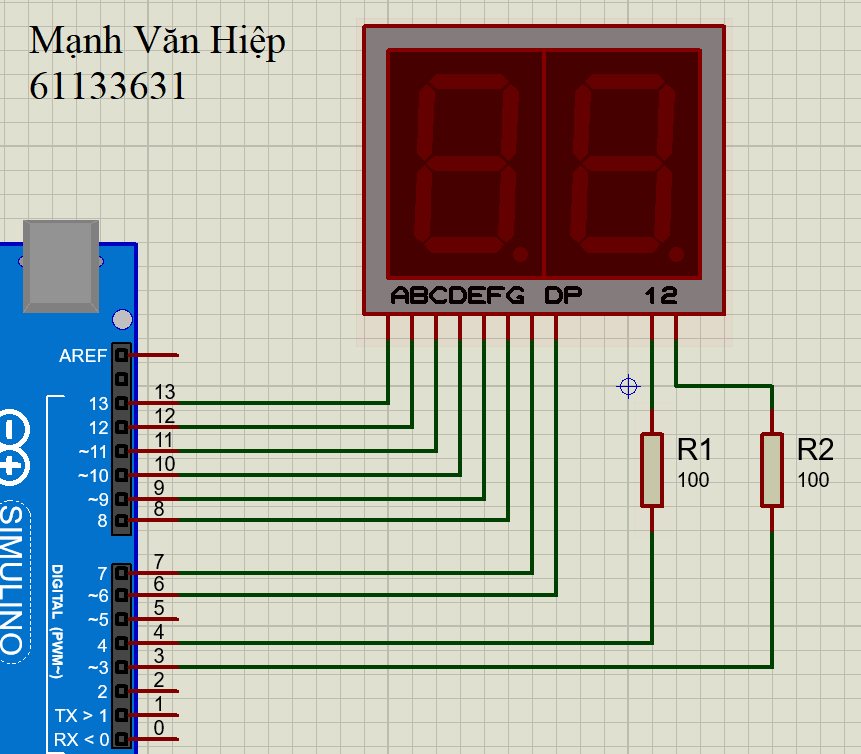 Mạnh Văn Hiệp
61133631
ABCDEFG DP 12
AREF
13 13
12 12
~11 11
~10 10
~9 9
8 8
7 7
~6 6
~5 5
4 4
~3 3
2 2
TX > 1 1
RX < 0 0
DIGITAL (PWM~)
SIMULINO
R1
100
R2
100